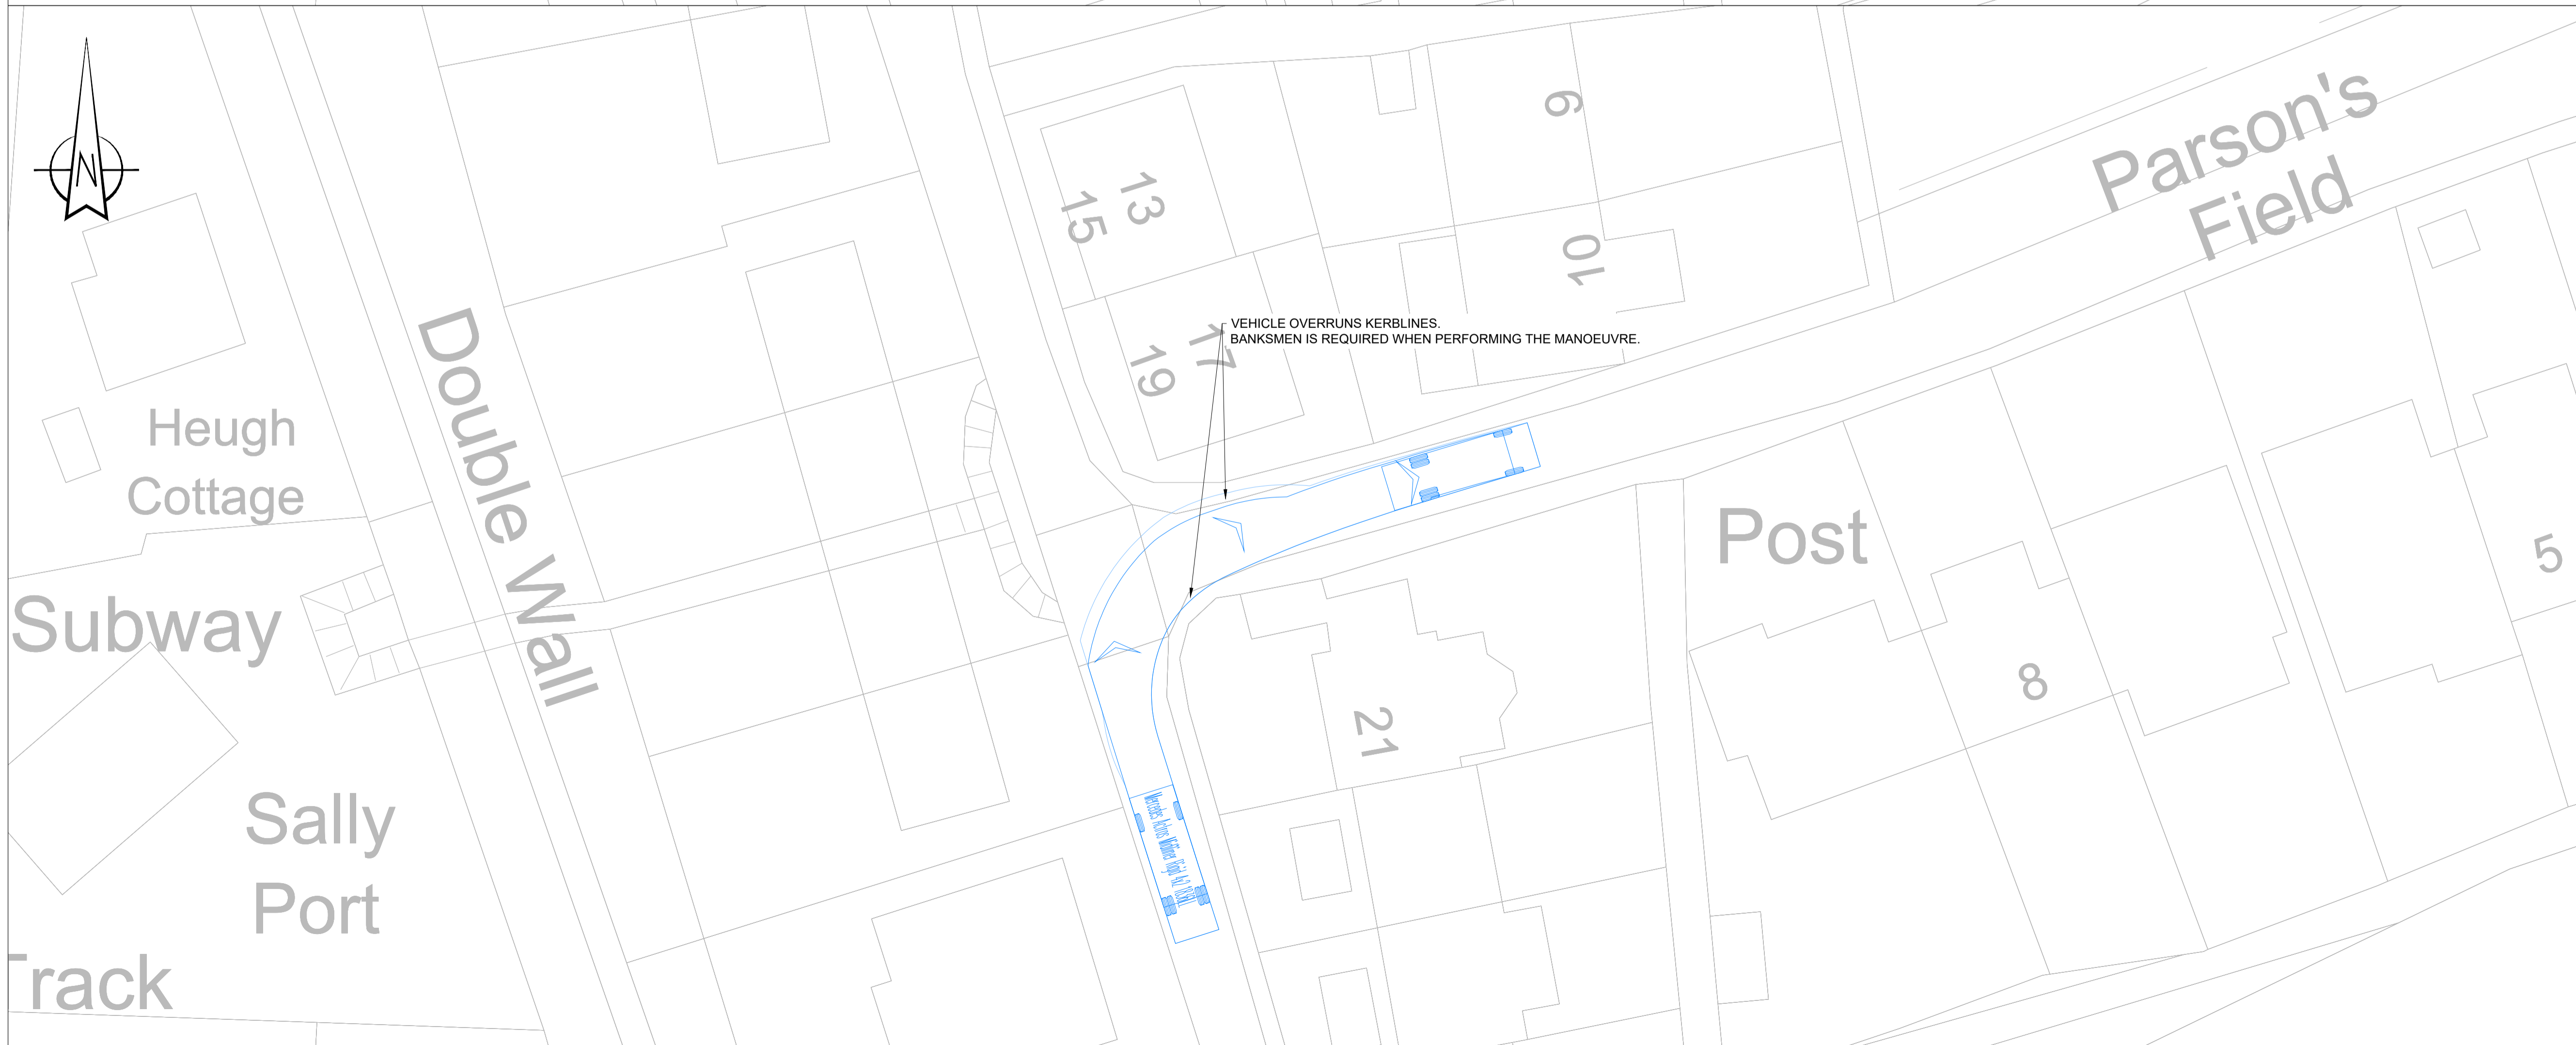 N
Heugh
Cottage
Subway
Sally
Port
Track
Double Wall
13
15
17
19
9
10
VEHICLE OVERRUNS KERBLINES.
BANKSMEN IS REQUIRED WHEN PERFORMING THE MANOEUVRE.
Parson's
Field
Post
21
8
5